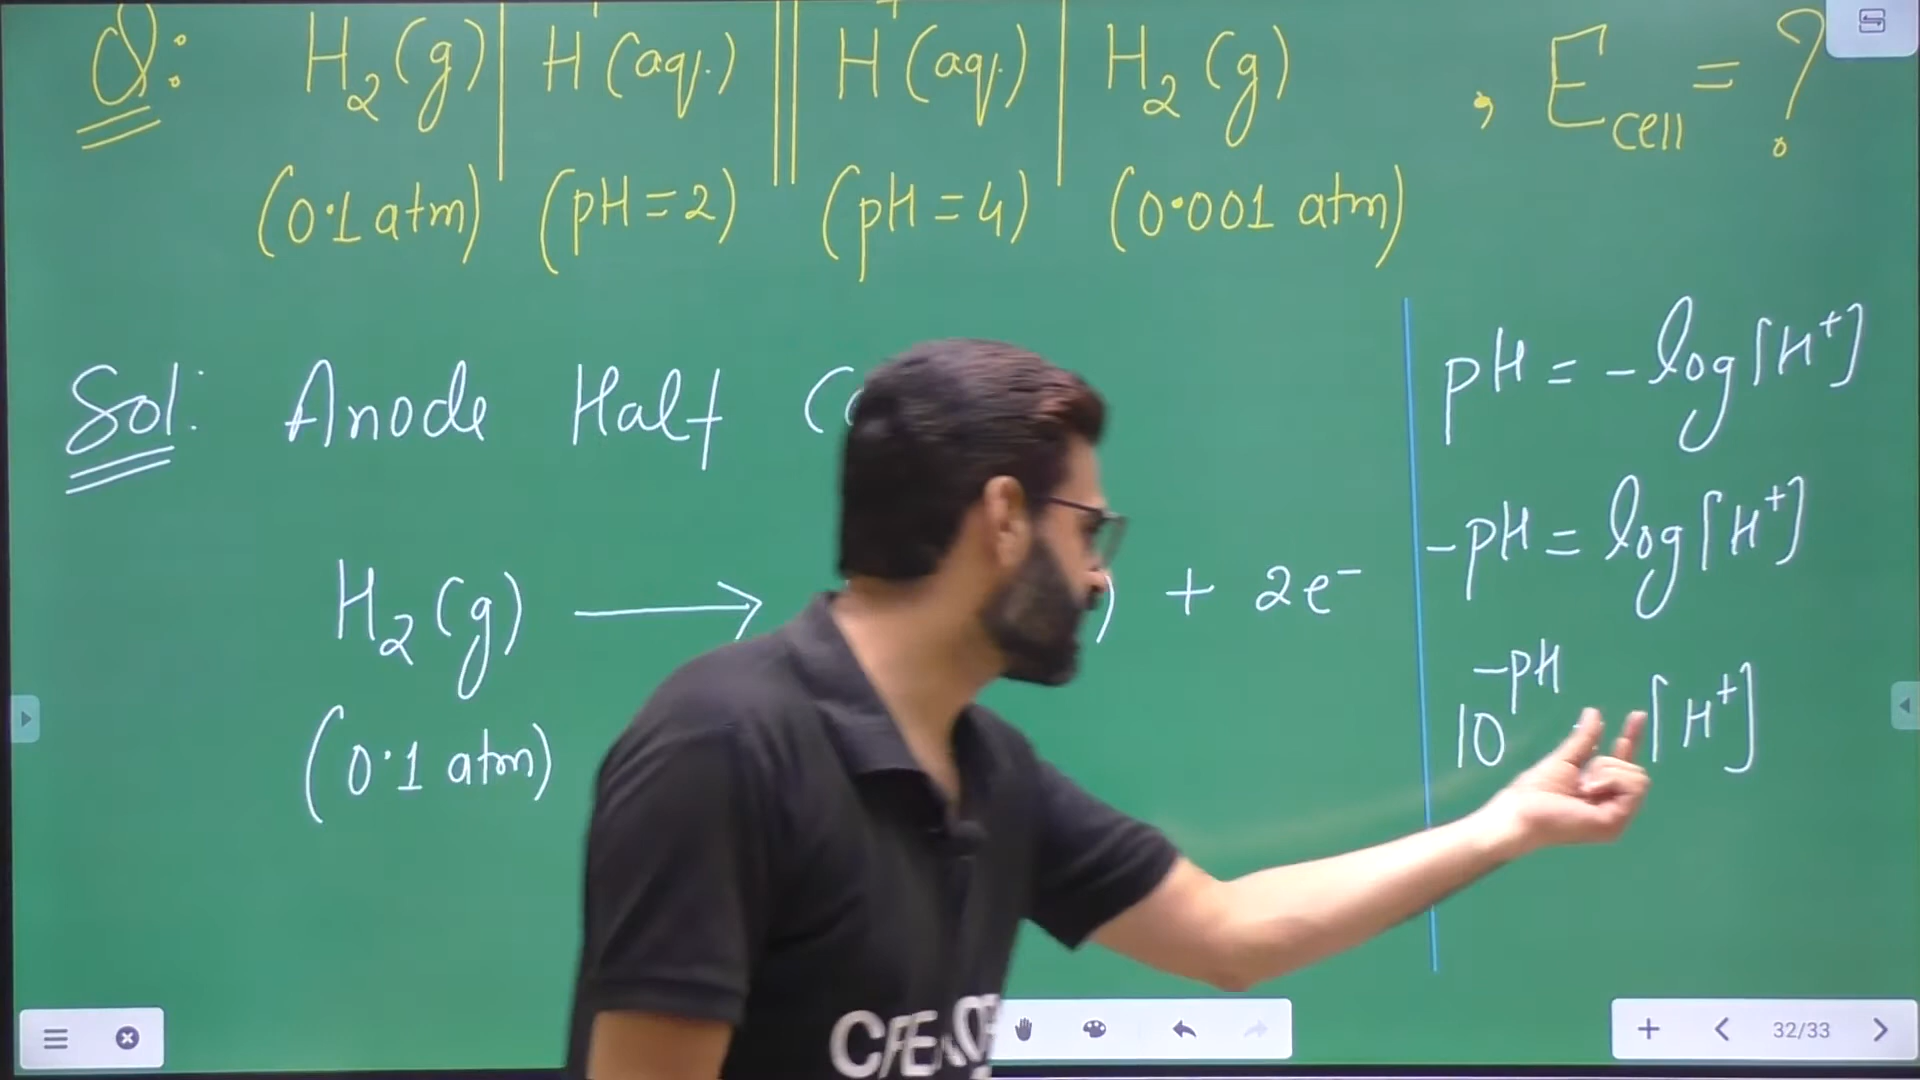 Q: H₂(g) | H⁺(aq.) || H⁺(aq.) | H₂(g) , E_cell = ?
(0.1 atm) (pH=2) (pH=4) (0.001 atm)
Sol: Anode Half
H₂(g) ⟶ + 2e⁻
(0.1 atm)
pH = -log[H⁺]
-pH = log[H⁺]
10^-pH = [H⁺]
32/33